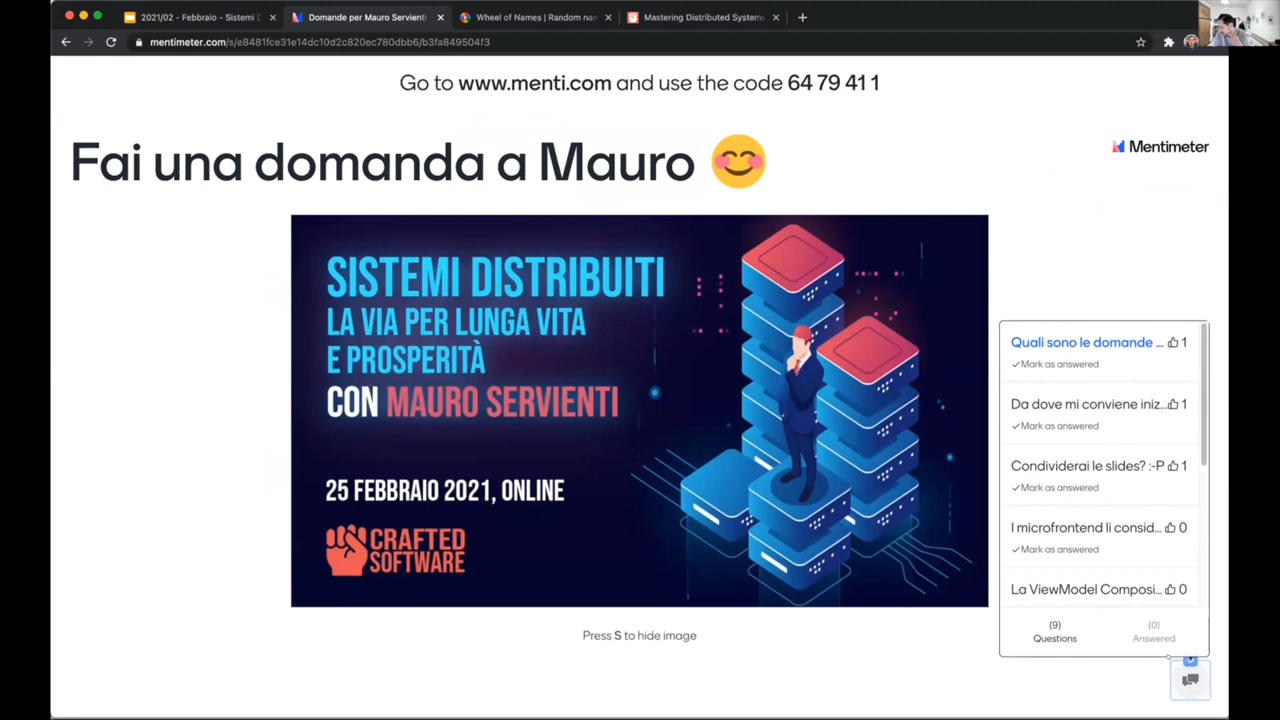 2021/02 - Febbraio - Sistemi D
Domande per Mauro Servienti
Wheel of Names | Random nam
Mastering Distributed Systems
mentimeter.com/s/e8481fce31e14dc10d2c820ec780dbb6/b3fa849504f3
Go to www.menti.com and use the code 64 79 41 1
Fai una domanda a Mauro 😊
Mentimeter
SISTEMI DISTRIBUITI
LA VIA PER LUNGA VITA
E PROSPERITÀ
CON MAURO SERVIENTI
25 FEBBRAIO 2021, ONLINE
CRAFTED
SOFTWARE
Press S to hide image
Quali sono le domande ... 1
Mark as answered
Da dove mi conviene iniz... 1
Mark as answered
Condividerai le slides? :-P 1
Mark as answered
I microfrontend li consid... 0
Mark as answered
La ViewModel Composi... 0
(9) (0)
Questions Answered